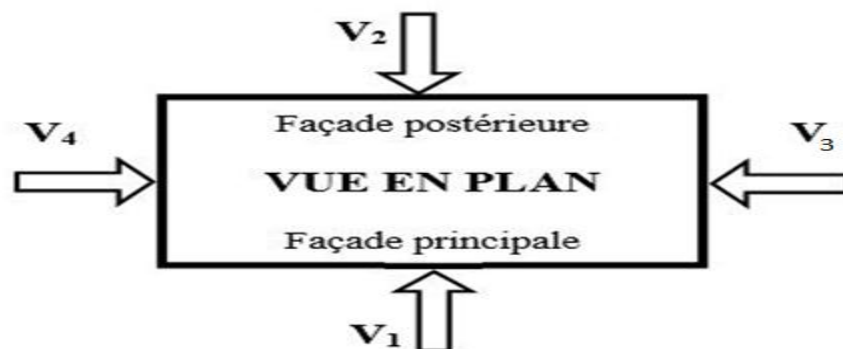 V2
Façade postérieure
V4
V3
VUE EN PLAN
Façade principale
V1